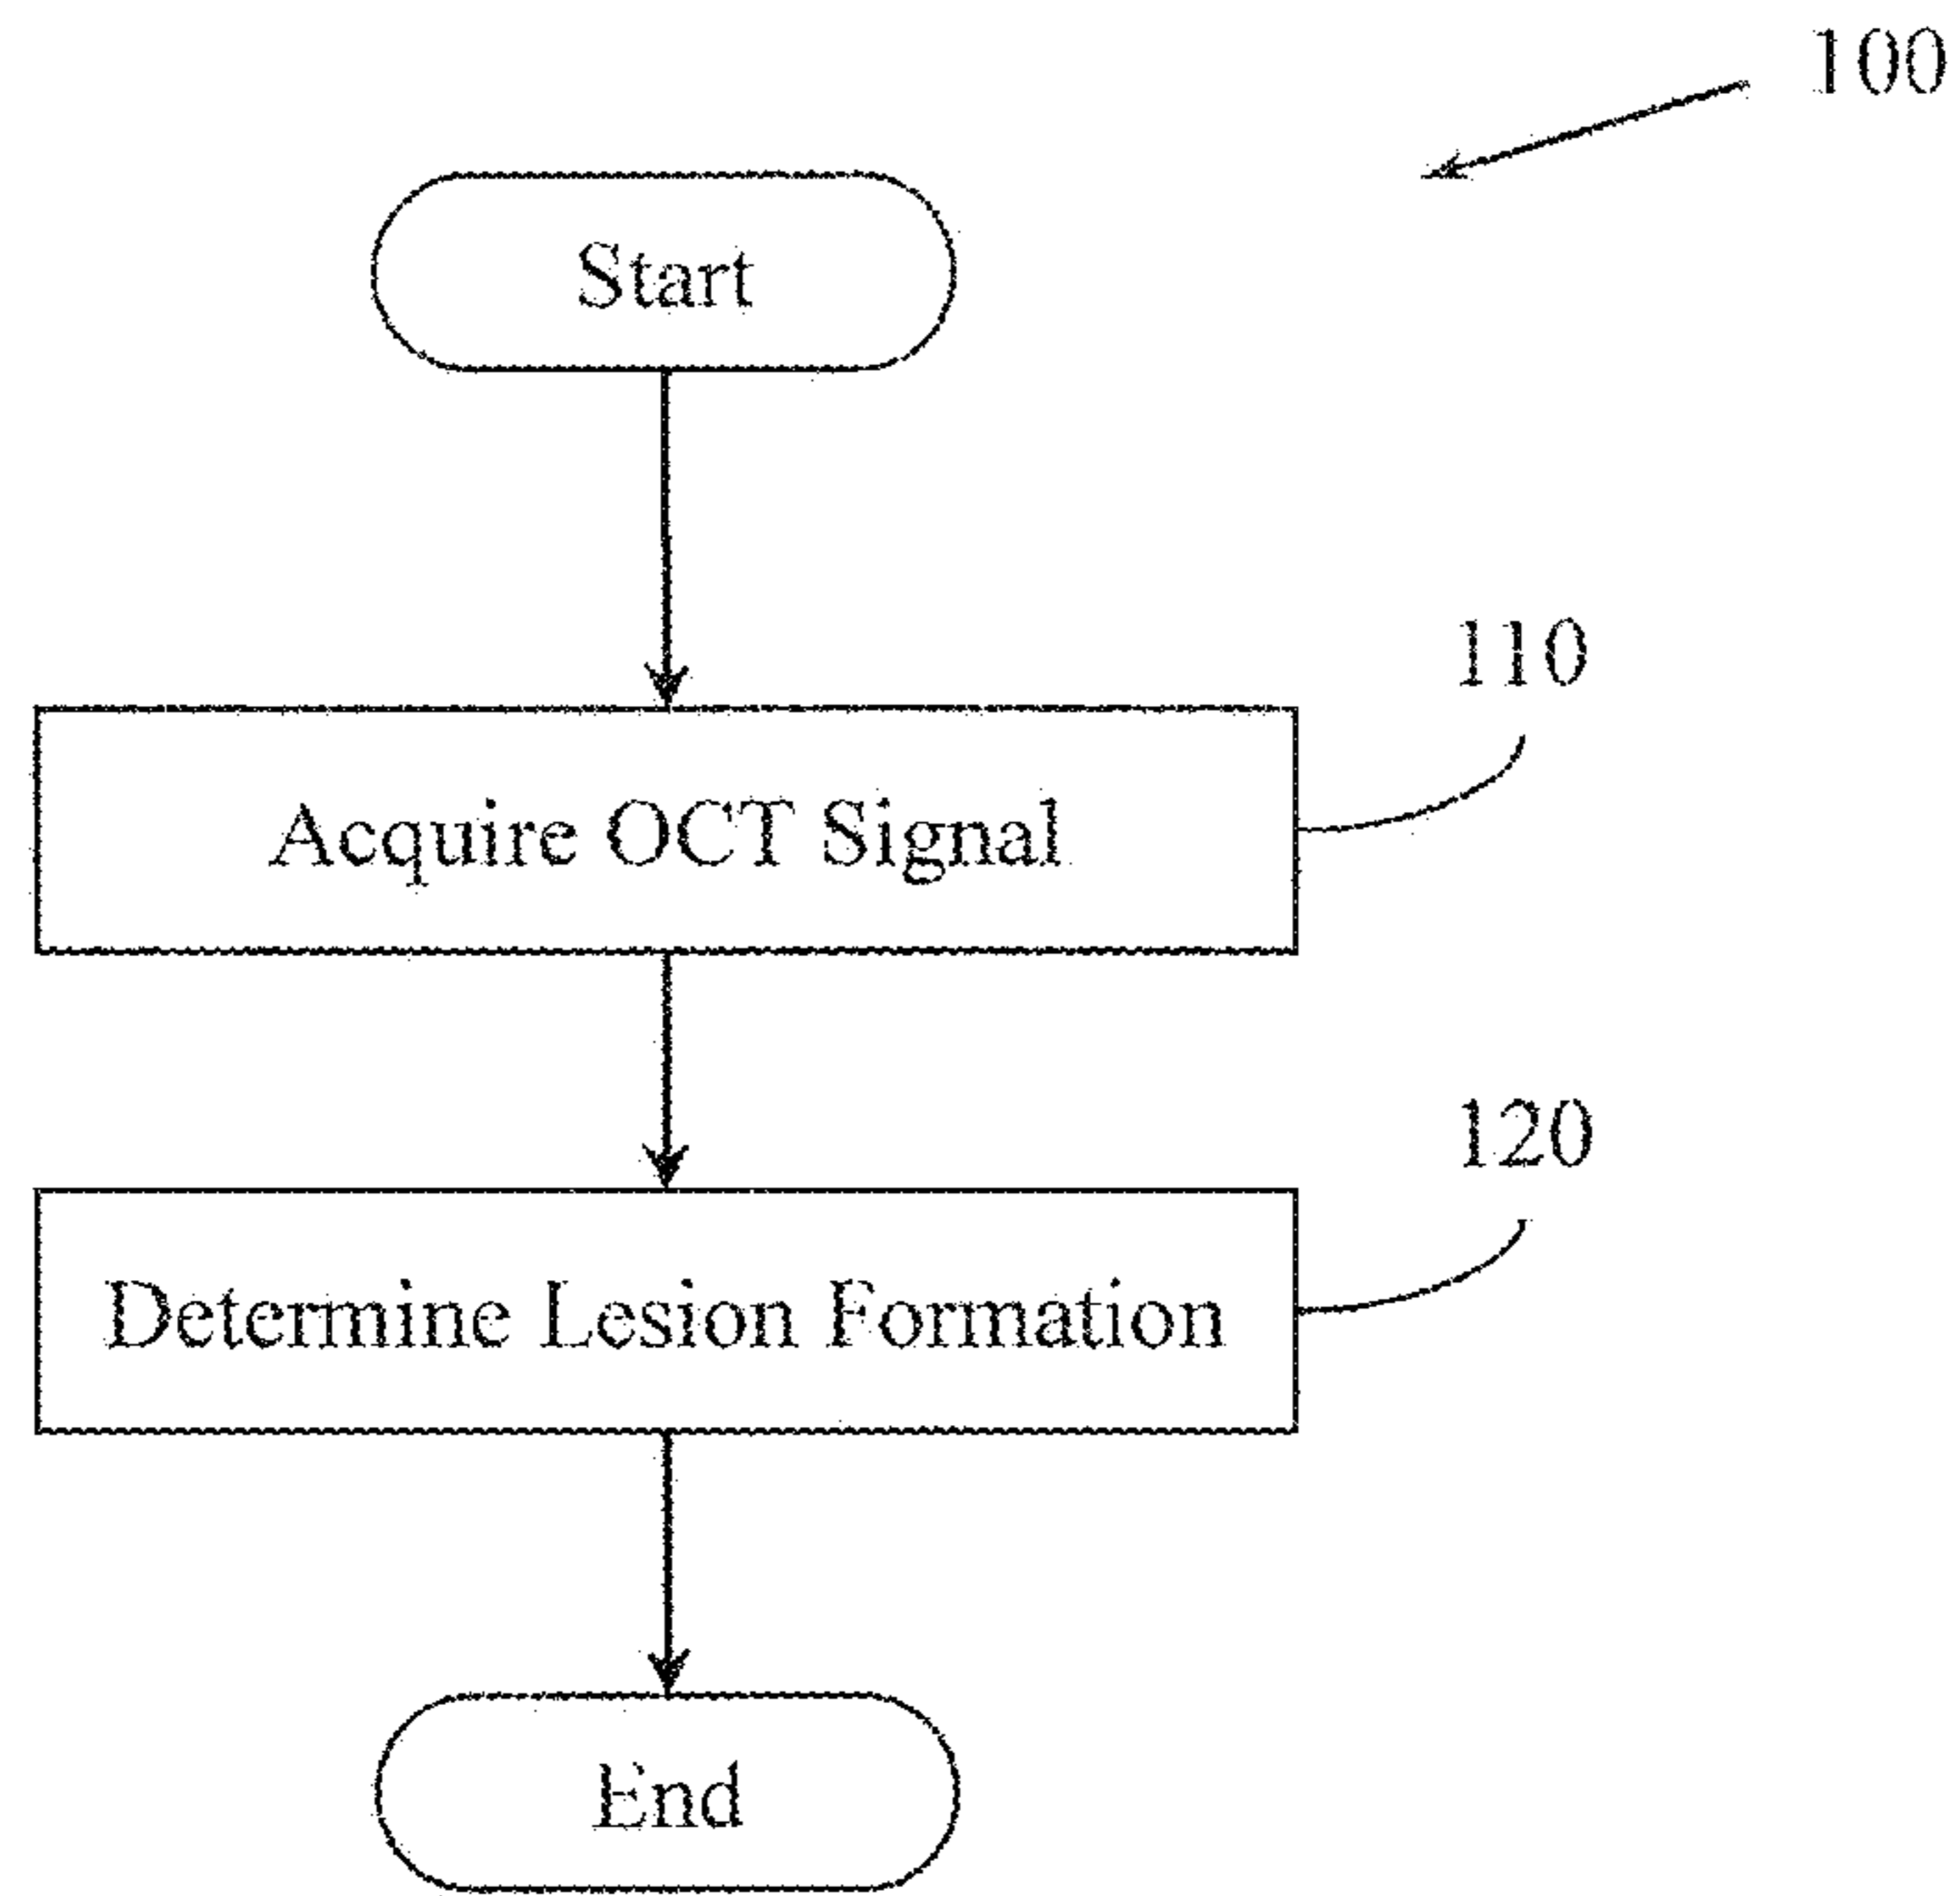 100
Start
110
Acquire OCT Signal
120
Determine Lesion Formation
End